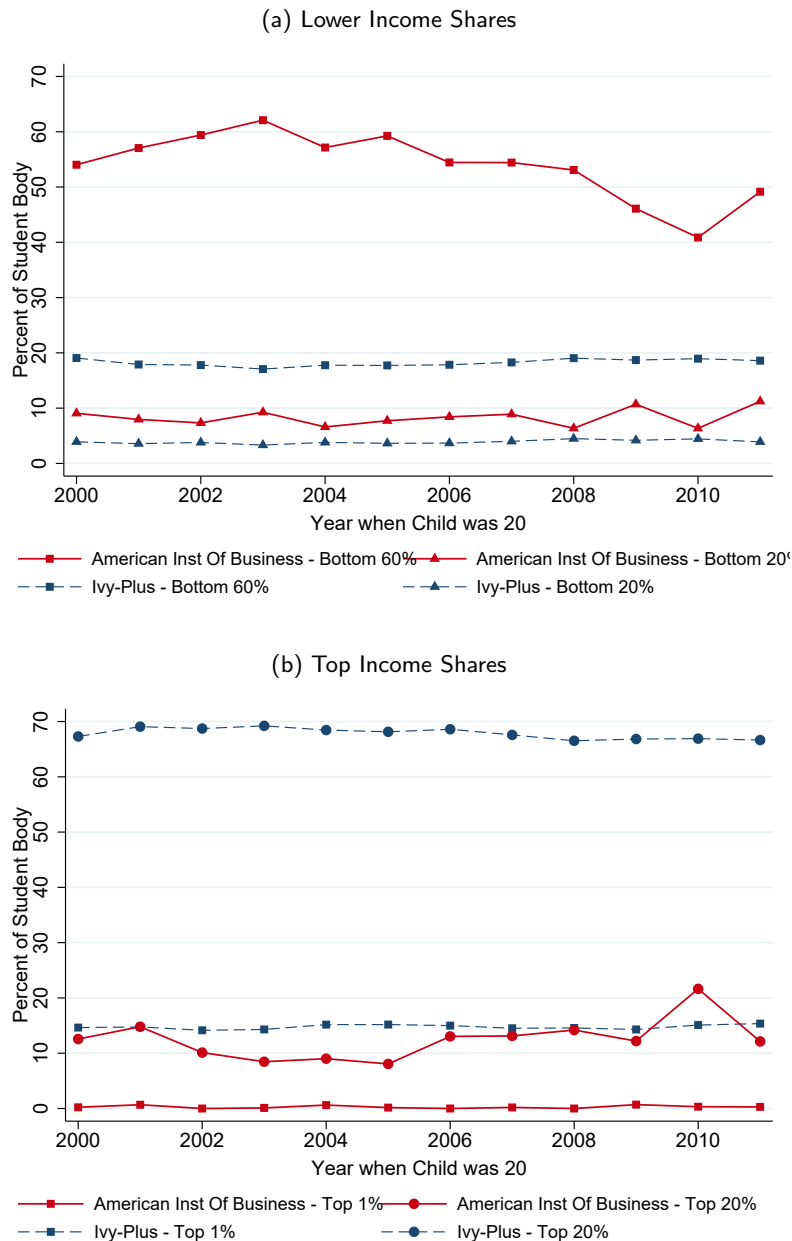 (a) Lower Income Shares
Percent of Student Body
70
60
50
40
30
20
10
0
2000 2002 2004 2006 2008 2010
Year when Child was 20
American Inst Of Business - Bottom 60% American Inst Of Business - Bottom 20%
Ivy-Plus - Bottom 60% Ivy-Plus - Bottom 20%
(b) Top Income Shares
Percent of Student Body
70
60
50
40
30
20
10
0
2000 2002 2004 2006 2008 2010
Year when Child was 20
American Inst Of Business - Top 1% American Inst Of Business - Top 20%
Ivy-Plus - Top 1% Ivy-Plus - Top 20%